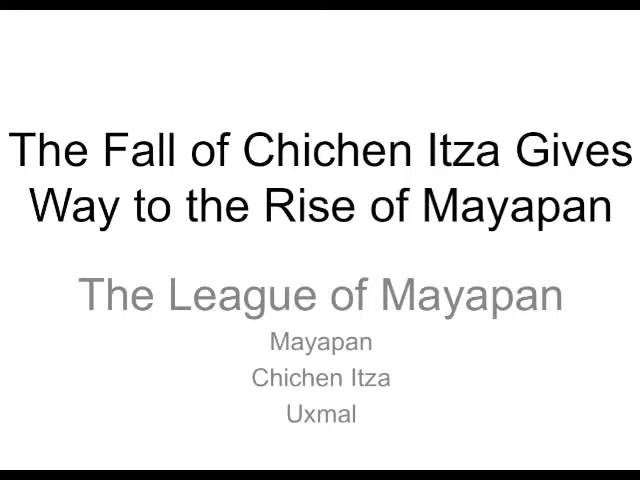 The Fall of Chichen Itza Gives
Way to the Rise of Mayapan
The League of Mayapan
Mayapan
Chichen Itza
Uxmal